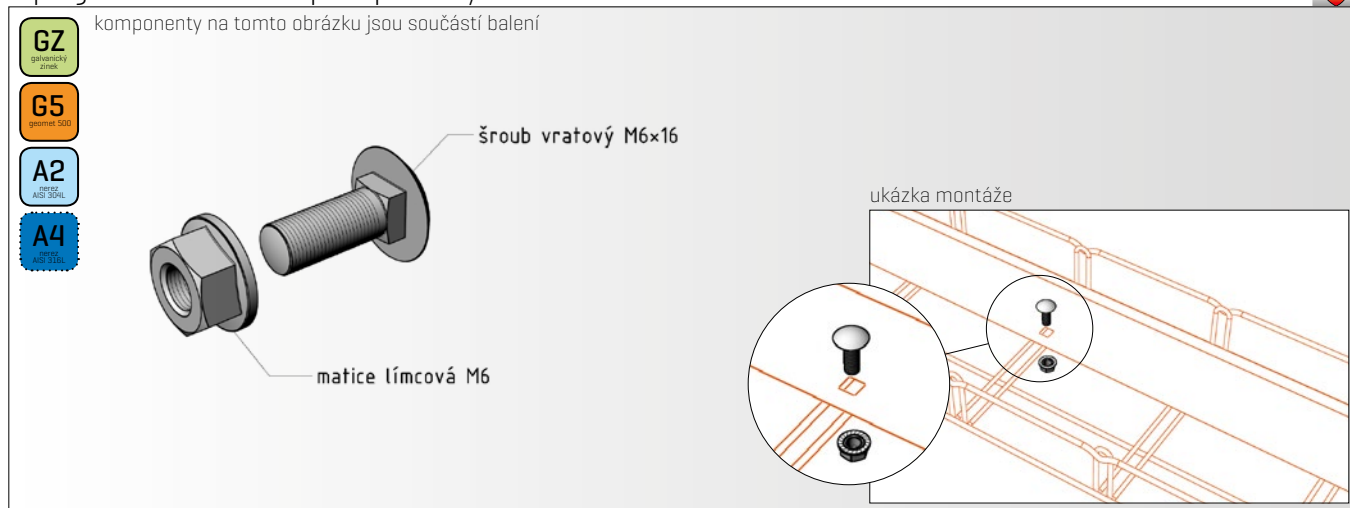 komponenty na tomto obrázku jsou součástí balení
GZ
galvanický
zinek
G5
geomet 500
A2
nerez
AISI 304L
A4
nerez
AISI 316L
šroub vratový M6×16
matice límcová M6
ukázka montáže